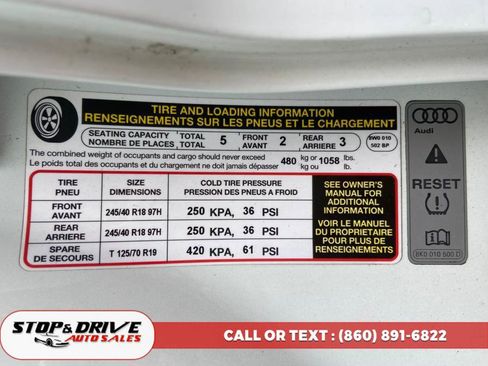 TIRE AND LOADING INFORMATION
RENSEIGNEMENTS SUR LES PNEUS ET LE CHARGEMENT
SEATING CAPACITY TOTAL 5 FRONT 2 REAR 3
NOMBRE DE PLACES TOTAL AVANT ARRIERE
8W0 010
502 BP
The combined weight of occupants and cargo should never exceed 480 kg or 1058 lbs.
Le poids total des occupants et du chargement ne doit jamais dépasser kg ou lb.
TIRE SIZE COLD TIRE PRESSURE
PNEU DIMENSIONS PRESSION DES PNEUS A FROID
FRONT
AVANT 245/40 R18 97H 250 KPA, 36 PSI
REAR
ARRIERE 245/40 R18 97H 250 KPA, 36 PSI
SPARE
DE SECOURS T 125/70 R19 420 KPA, 61 PSI
SEE OWNER'S
MANUAL FOR
ADDITIONAL
INFORMATION
VOIR LE MANUEL
DU PROPRIETAIRE
POUR PLUS DE
RENSEIGNEMENTS
Audi
RESET
8K0 010 500 D
STOP & DRIVE
AUTO SALES
CALL OR TEXT : (860) 891-6822